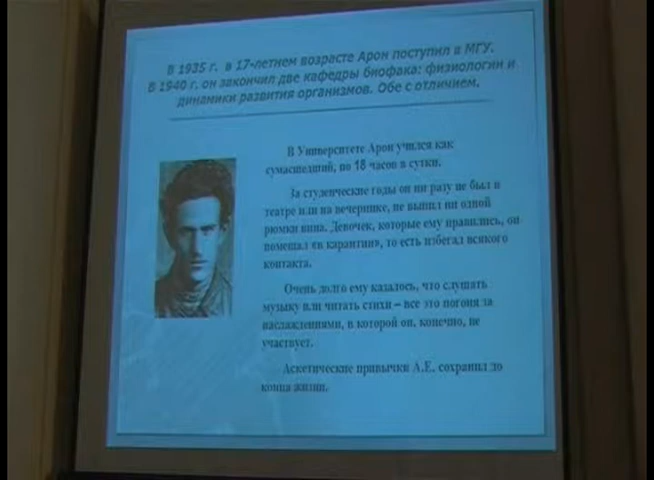 В 1935 г. в 17-летнем возрасте Арон поступил в МГУ.
В 1940 г. он закончил две кафедры биофака: физиологии и
динамики развития организмов. Обе с отличием.
В Университете Арон учился как
сумасшедший, по 18 часов в сутки.
За студенческие годы он ни разу не был в
театре или на вечеринке, не выпил ни одной
рюмки вина. Девочек, которые ему нравились, он
помещал «в карантин», то есть избегал всякого
контакта.
Очень долго ему казалось, что слушать
музыку или читать стихи – все это погоня за
наслаждениями, в которой он, конечно, не
участвует.
Аскетические привычки А.Е. сохранил до
конца жизни.